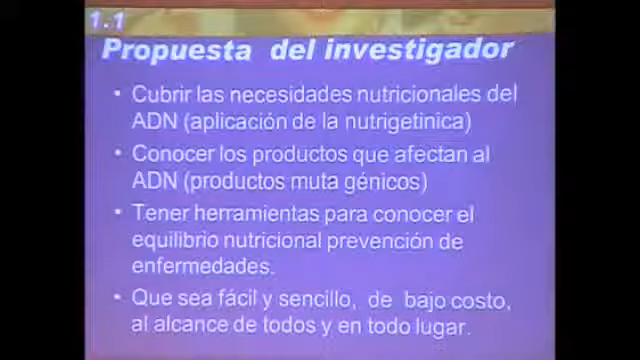 1.1
Propuesta del investigador
• Cubrir las necesidades nutricionales del
ADN (aplicación de la nutrigetinica)
• Conocer los productos que afectan al
ADN (productos muta génicos)
• Tener herramientas para conocer el
equilibrio nutricional prevención de
enfermedades.
• Que sea fácil y sencillo, de bajo costo,
al alcance de todos y en todo lugar.